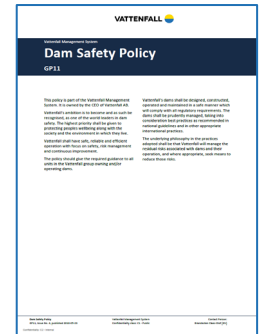 VATTENFALL
Vattenfall Management System
Dam Safety Policy
GP11
This policy is part of the Vattenfall Management
System. It is owned by the CEO of Vattenfall AB.
Vattenfall's ambition is to become and as such be
recognised, as one of the world leaders in dam
safety. The highest priority shall be given to
protecting people's wellbeing along with the
society and the environment in which they live.
Vattenfall shall have safe, reliable and efficient
operation with focus on safety, risk management
and continuous improvement.
The policy should give the required guidance to all
units in the Vattenfall group owning and/or
operating dams.
Vattenfall's dams shall be designed, constructed,
operated and maintained in a safe manner which
will comply with all regulatory requirements. The
dams shall be prudently managed, taking into
consideration best practices as recommended in
national guidelines and in other appropriate
international practices.
The underlying philosophy in the practices
adopted shall be that Vattenfall will manage the
residual risks associated with dams and their
operation, and where appropriate, seek means to
reduce those risks.
Dam Safety Policy
Vattenfall Management System